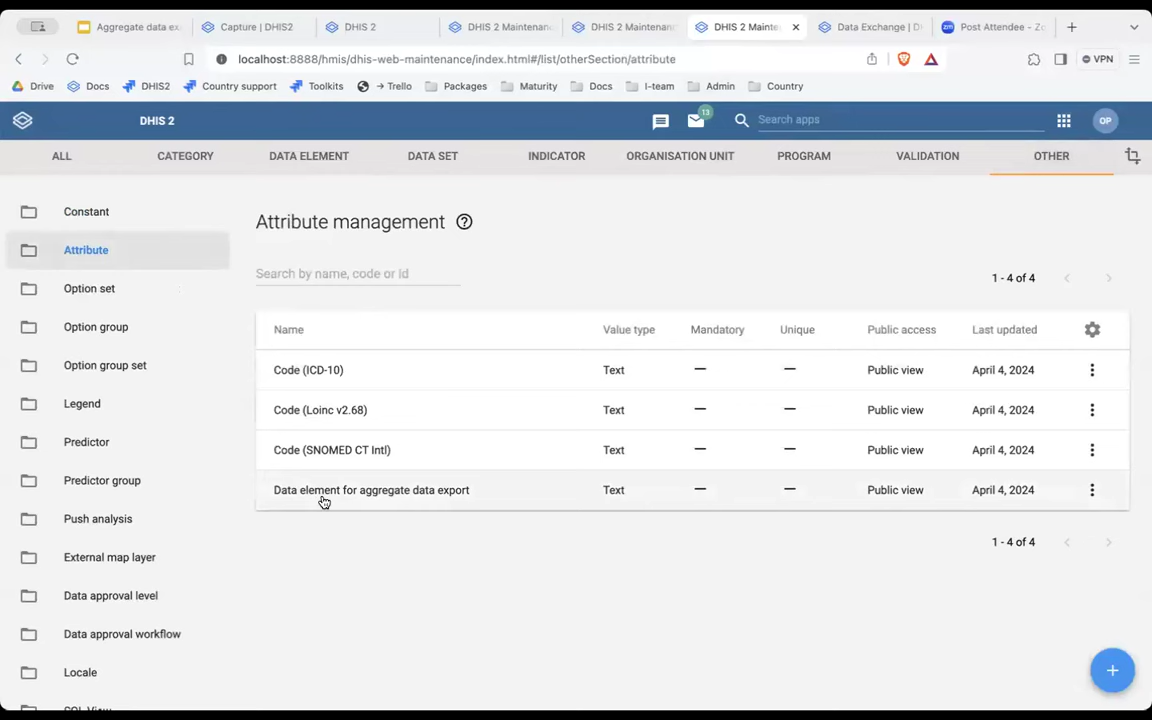 Aggregate data ex
Capture | DHIS2
DHIS 2
DHIS 2 Maintenanc
DHIS 2 Maintenan
DHIS 2 Mainte
Data Exchange | D
Post Attendee - Zo
localhost:8888/hmis/dhis-web-maintenance/index.html#/list/otherSection/attribute
VPN
Drive
Docs
DHIS2
Country support
Toolkits
→ Trello
Packages
Maturity
Docs
I-team
Admin
Country
DHIS 2
13
Search apps
OP
ALL
CATEGORY
DATA ELEMENT
DATA SET
INDICATOR
ORGANISATION UNIT
PROGRAM
VALIDATION
OTHER
Constant
Attribute
Option set
Option group
Option group set
Legend
Predictor
Predictor group
Push analysis
External map layer
Data approval level
Data approval workflow
Locale
SQL View
Attribute management
Search by name, code or id
1 - 4 of 4
Name Value type Mandatory Unique Public access Last updated
Code (ICD-10) Text — — Public view April 4, 2024
Code (Loinc v2.68) Text — — Public view April 4, 2024
Code (SNOMED CT Intl) Text — — Public view April 4, 2024
Data element for aggregate data export Text — — Public view April 4, 2024
1 - 4 of 4